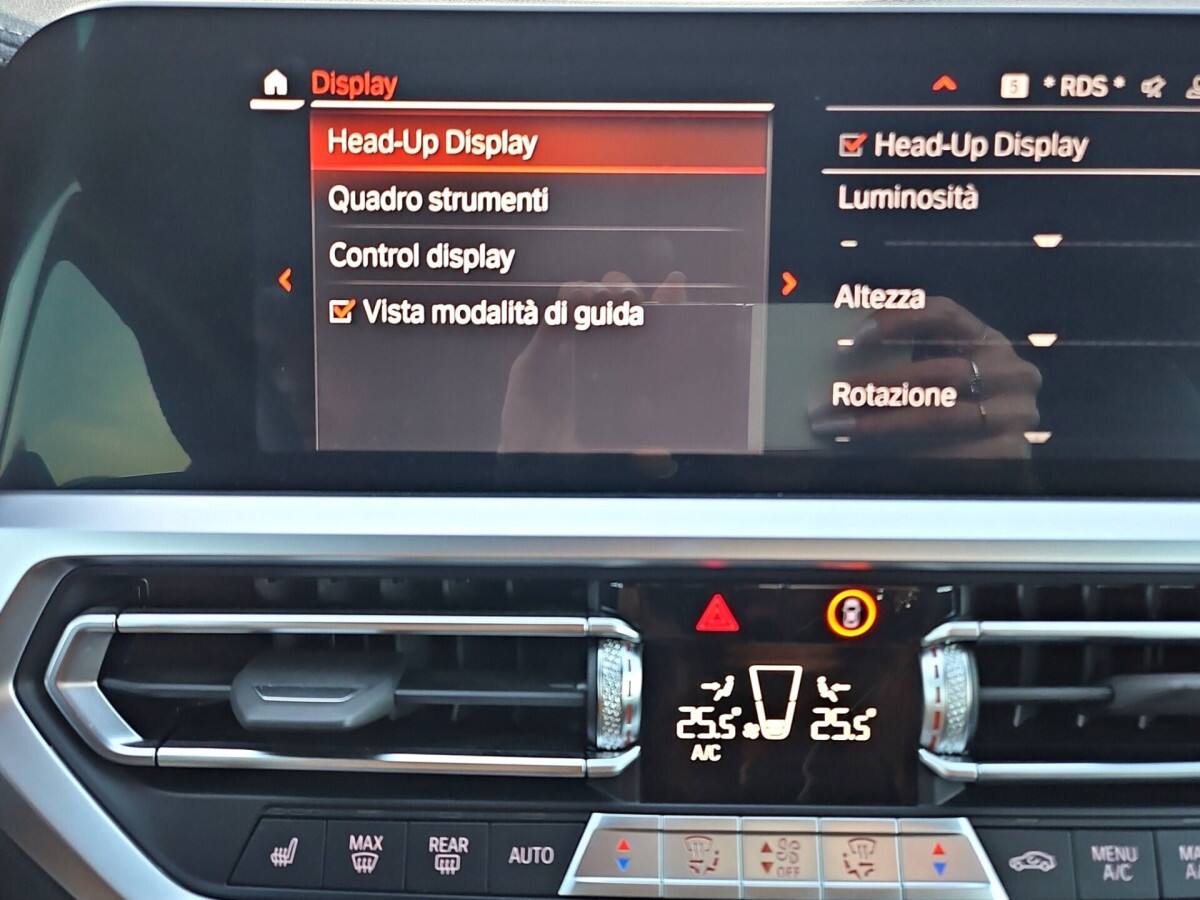 Display
5 * RDS *
Head-Up Display
Quadro strumenti
Control display
Vista modalità di guida
Head-Up Display
Luminosità
Altezza
Rotazione
25.5° 25.5°
A/C
MAX
REAR
AUTO
OFF
MENU
A/C